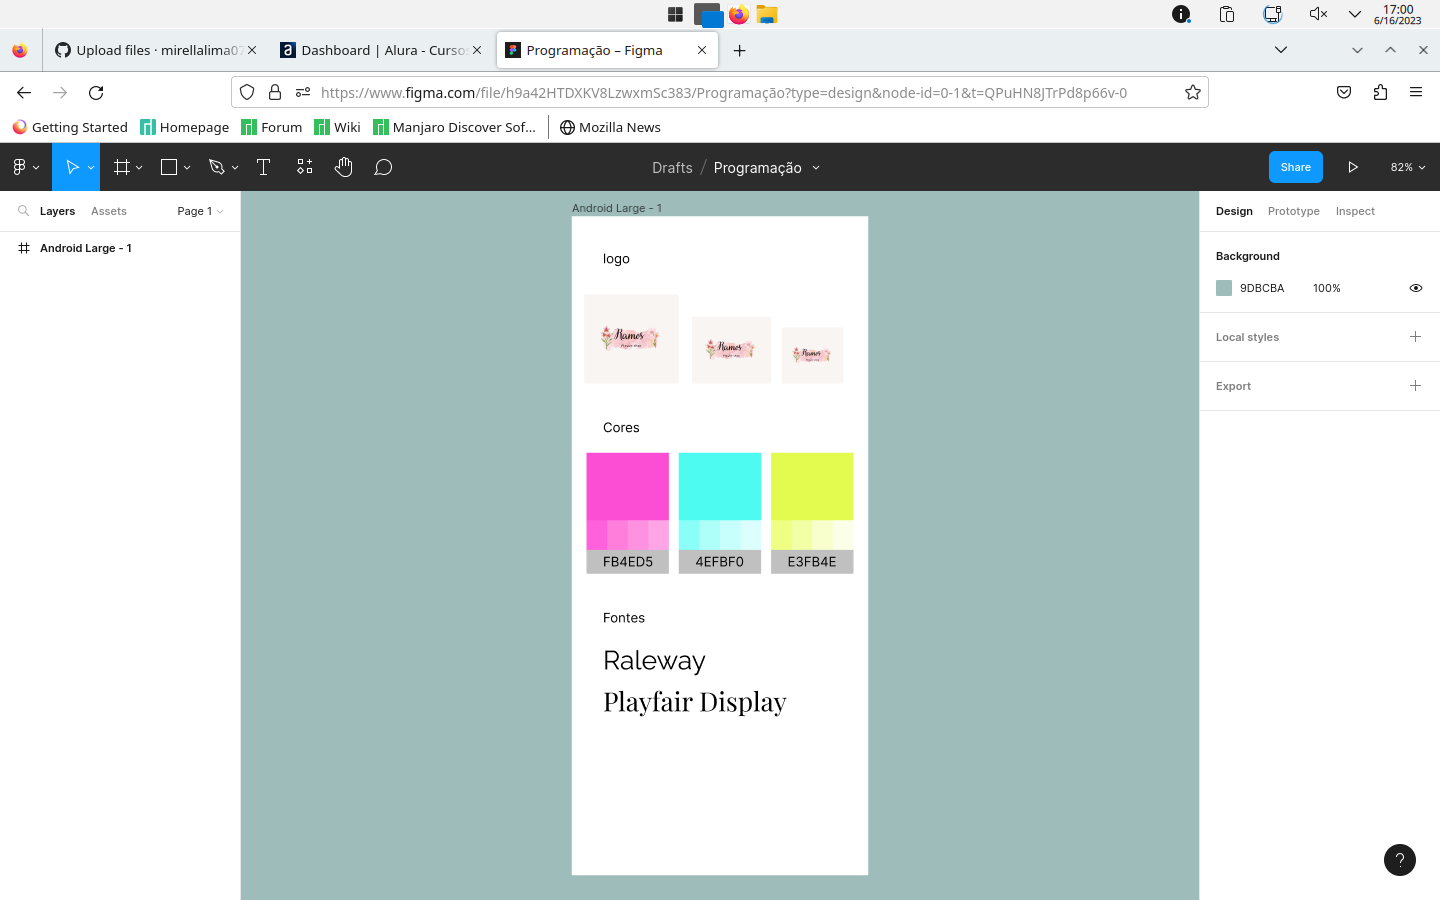 17:00
6/16/2023
Upload files · mirellalima07
Dashboard | Alura - Cursos
Programação – Figma
https://www.figma.com/file/h9a42HTDXKV8LzwxmSc383/Programação?type=design&node-id=0-1&t=QPuHN8JTrPd8p66v-0
Getting Started
Homepage
Forum
Wiki
Manjaro Discover Sof...
Mozilla News
Drafts / Programação
Share
82%
Layers
Assets
Page 1
Android Large - 1
Android Large - 1
logo
Ramos
Ramos
Ramos
Cores
FB4ED5
4EFBF0
E3FB4E
Fontes
Raleway
Playfair Display
Design
Prototype
Inspect
Background
9DBCBA
100%
Local styles
Export
?